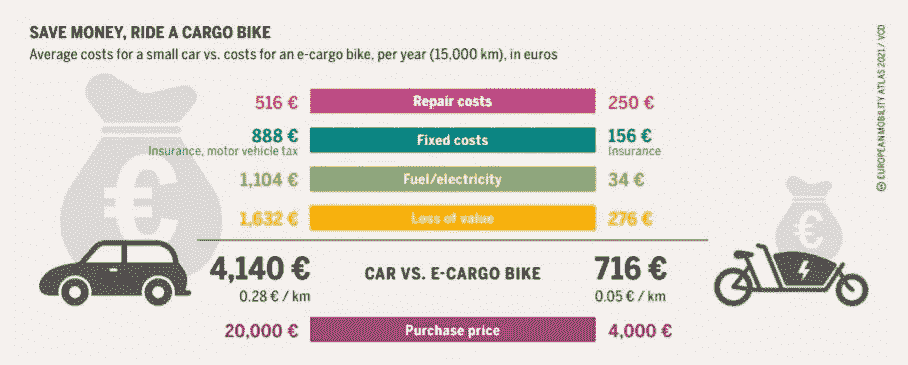 SAVE MONEY, RIDE A CARGO BIKE
Average costs for a small car vs. costs for an e-cargo bike, per year (15,000 km), in euros
516 € Repair costs 250 €
888 € Fixed costs 156 €
Insurance, motor vehicle tax Insurance
1,104 € Fuel/electricity 34 €
1,632 € Loss of value 276 €
€ €
4,140 € CAR VS. E-CARGO BIKE 716 €
0.28 € / km 0.05 € / km
20,000 € Purchase price 4,000 €
© EUROPEAN MOBILITY ATLAS 2021 / VCD